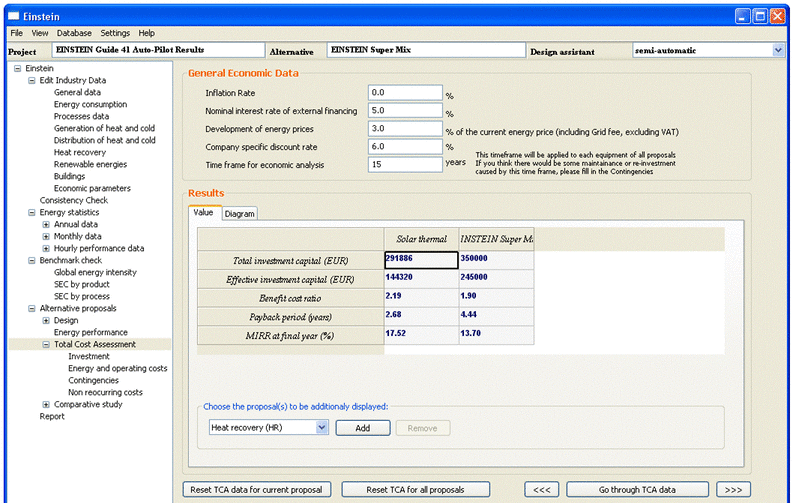 Einstein
File View Database Settings Help
Project EINSTEIN Guide 41 Auto-Pilot Results Alternative EINSTEIN Super Mix Design assistant semi-automatic
Einstein
Edit Industry Data
General data
Energy consumption
Processes data
Generation of heat and cold
Distribution of heat and cold
Heat recovery
Renewable energies
Buildings
Economic parameters
Consistency Check
Energy statistics
Annual data
Monthly data
Hourly performance data
Benchmark check
Global energy intensity
SEC by product
SEC by process
Alternative proposals
Design
Energy performance
Total Cost Assessment
Investment
Energy and operating costs
Contingencies
Non reocurring costs
Comparative study
Report
General Economic Data
Inflation Rate 0.0 %
Nominal interest rate of external financing 5.0 %
Development of energy prices 3.0 % of the current energy price (including Grid fee, excluding VAT)
Company specific discount rate 6.0 %
Time frame for economic analysis 15 years
This timeframe will be applied to each equipment of all proposals
If you think there would be some maintainance or re-investment
caused by this time frame, please fill in the Contingencies
Results
Value Diagram
Solar thermal INSTEIN Super Mi
Total investment capital (EUR) 291886 350000
Effective investment capital (EUR) 144320 245000
Benefit cost ratio 2.19 1.90
Payback period (years) 2.68 4.44
MIRR at final year (%) 17.52 13.70
Choose the proposal(s) to be additionaly displayed:
Heat recovery (HR) Add Remove
Reset TCA data for current proposal Reset TCA for all proposals <<< Go through TCA data >>>